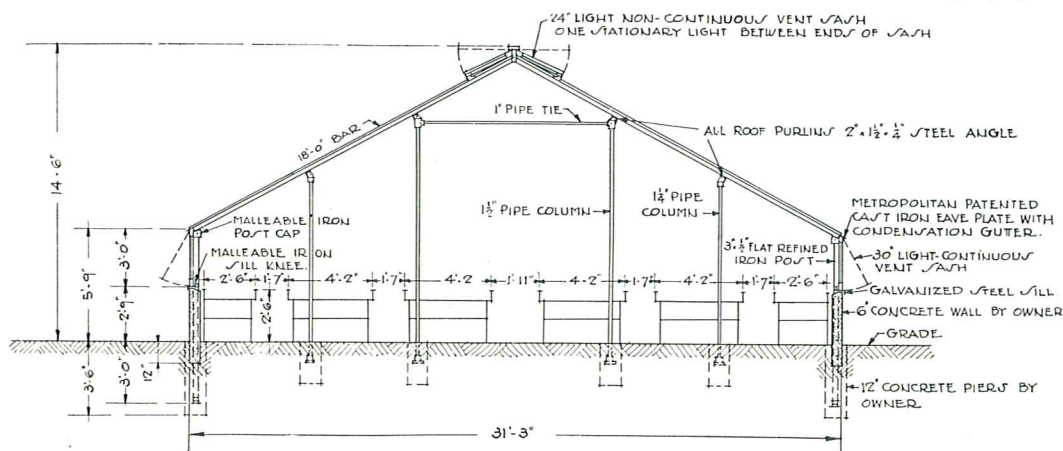 24" LIGHT NON-CONTINUOUS VENT SASH
ONE STATIONARY LIGHT BETWEEN ENDS OF SASH
1" PIPE TIE
18'-0" BAR
ALL ROOF PURLINS 2" x 1½" x ¼" STEEL ANGLE
14'-6"
1½" PIPE COLUMN
1¼" PIPE
COLUMN
MALLEABLE IRON
POST CAP
METROPOLITAN PATENTED
CAST IRON EAVE PLATE WITH
CONDENSATION GUTER.
MALLEABLE IRON
SILL KNEE.
3" x ½" FLAT REFINED
IRON POST
30" LIGHT-CONTINUOUS
VENT SASH
5'-9"
3'-0"
2'-9"
2'-6" 1'-7" 4'-2" 1'-7" 4'-2 1'-11" 4'-2" 1'-7" 4'-2" 1'-7" 2'-6"
2'-6"
GALVANIZED STEEL SILL.
6" CONCRETE WALL BY OWNER
GRADE
3'-6"
3'-0"
12"
12" CONCRETE PIERS BY
OWNER
31'-3"